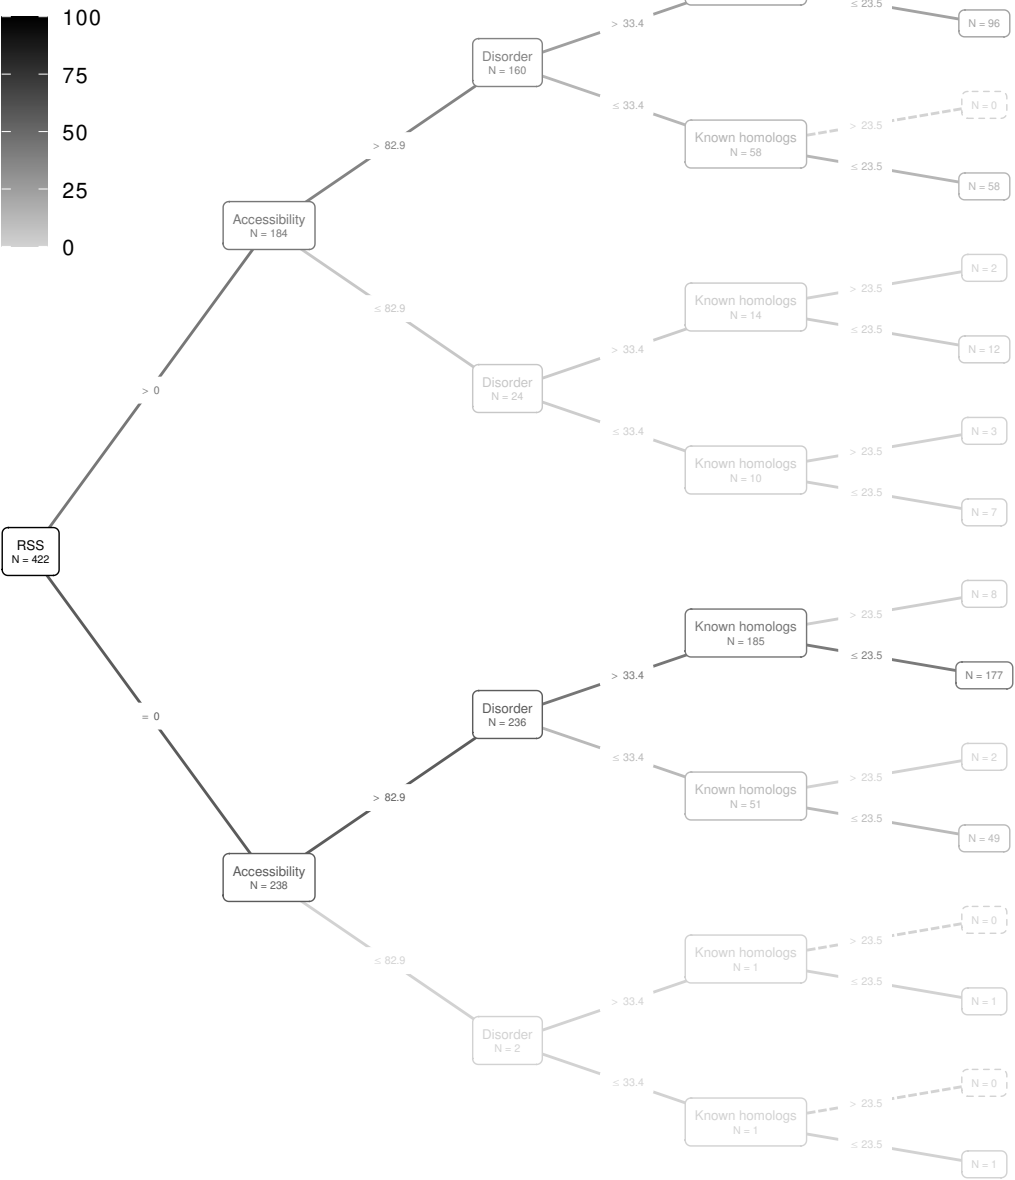 100
75
50
25
0
≤ 23.5
> 33.4
N = 96
Disorder
N = 160
≤ 33.4
> 23.5
N = 0
Known homologs
N = 58
≤ 23.5
N = 58
> 82.9
Accessibility
N = 184
≤ 82.9
> 23.5
N = 2
Known homologs
N = 14
≤ 23.5
N = 12
> 33.4
Disorder
N = 24
≤ 33.4
> 23.5
N = 3
Known homologs
N = 10
≤ 23.5
N = 7
> 0
RSS
N = 422
= 0
> 23.5
N = 8
Known homologs
N = 185
≤ 23.5
N = 177
> 33.4
Disorder
N = 236
≤ 33.4
> 23.5
N = 2
Known homologs
N = 51
≤ 23.5
N = 49
> 82.9
Accessibility
N = 238
≤ 82.9
> 23.5
N = 0
Known homologs
N = 1
≤ 23.5
N = 1
> 33.4
Disorder
N = 2
≤ 33.4
> 23.5
N = 0
Known homologs
N = 1
≤ 23.5
N = 1